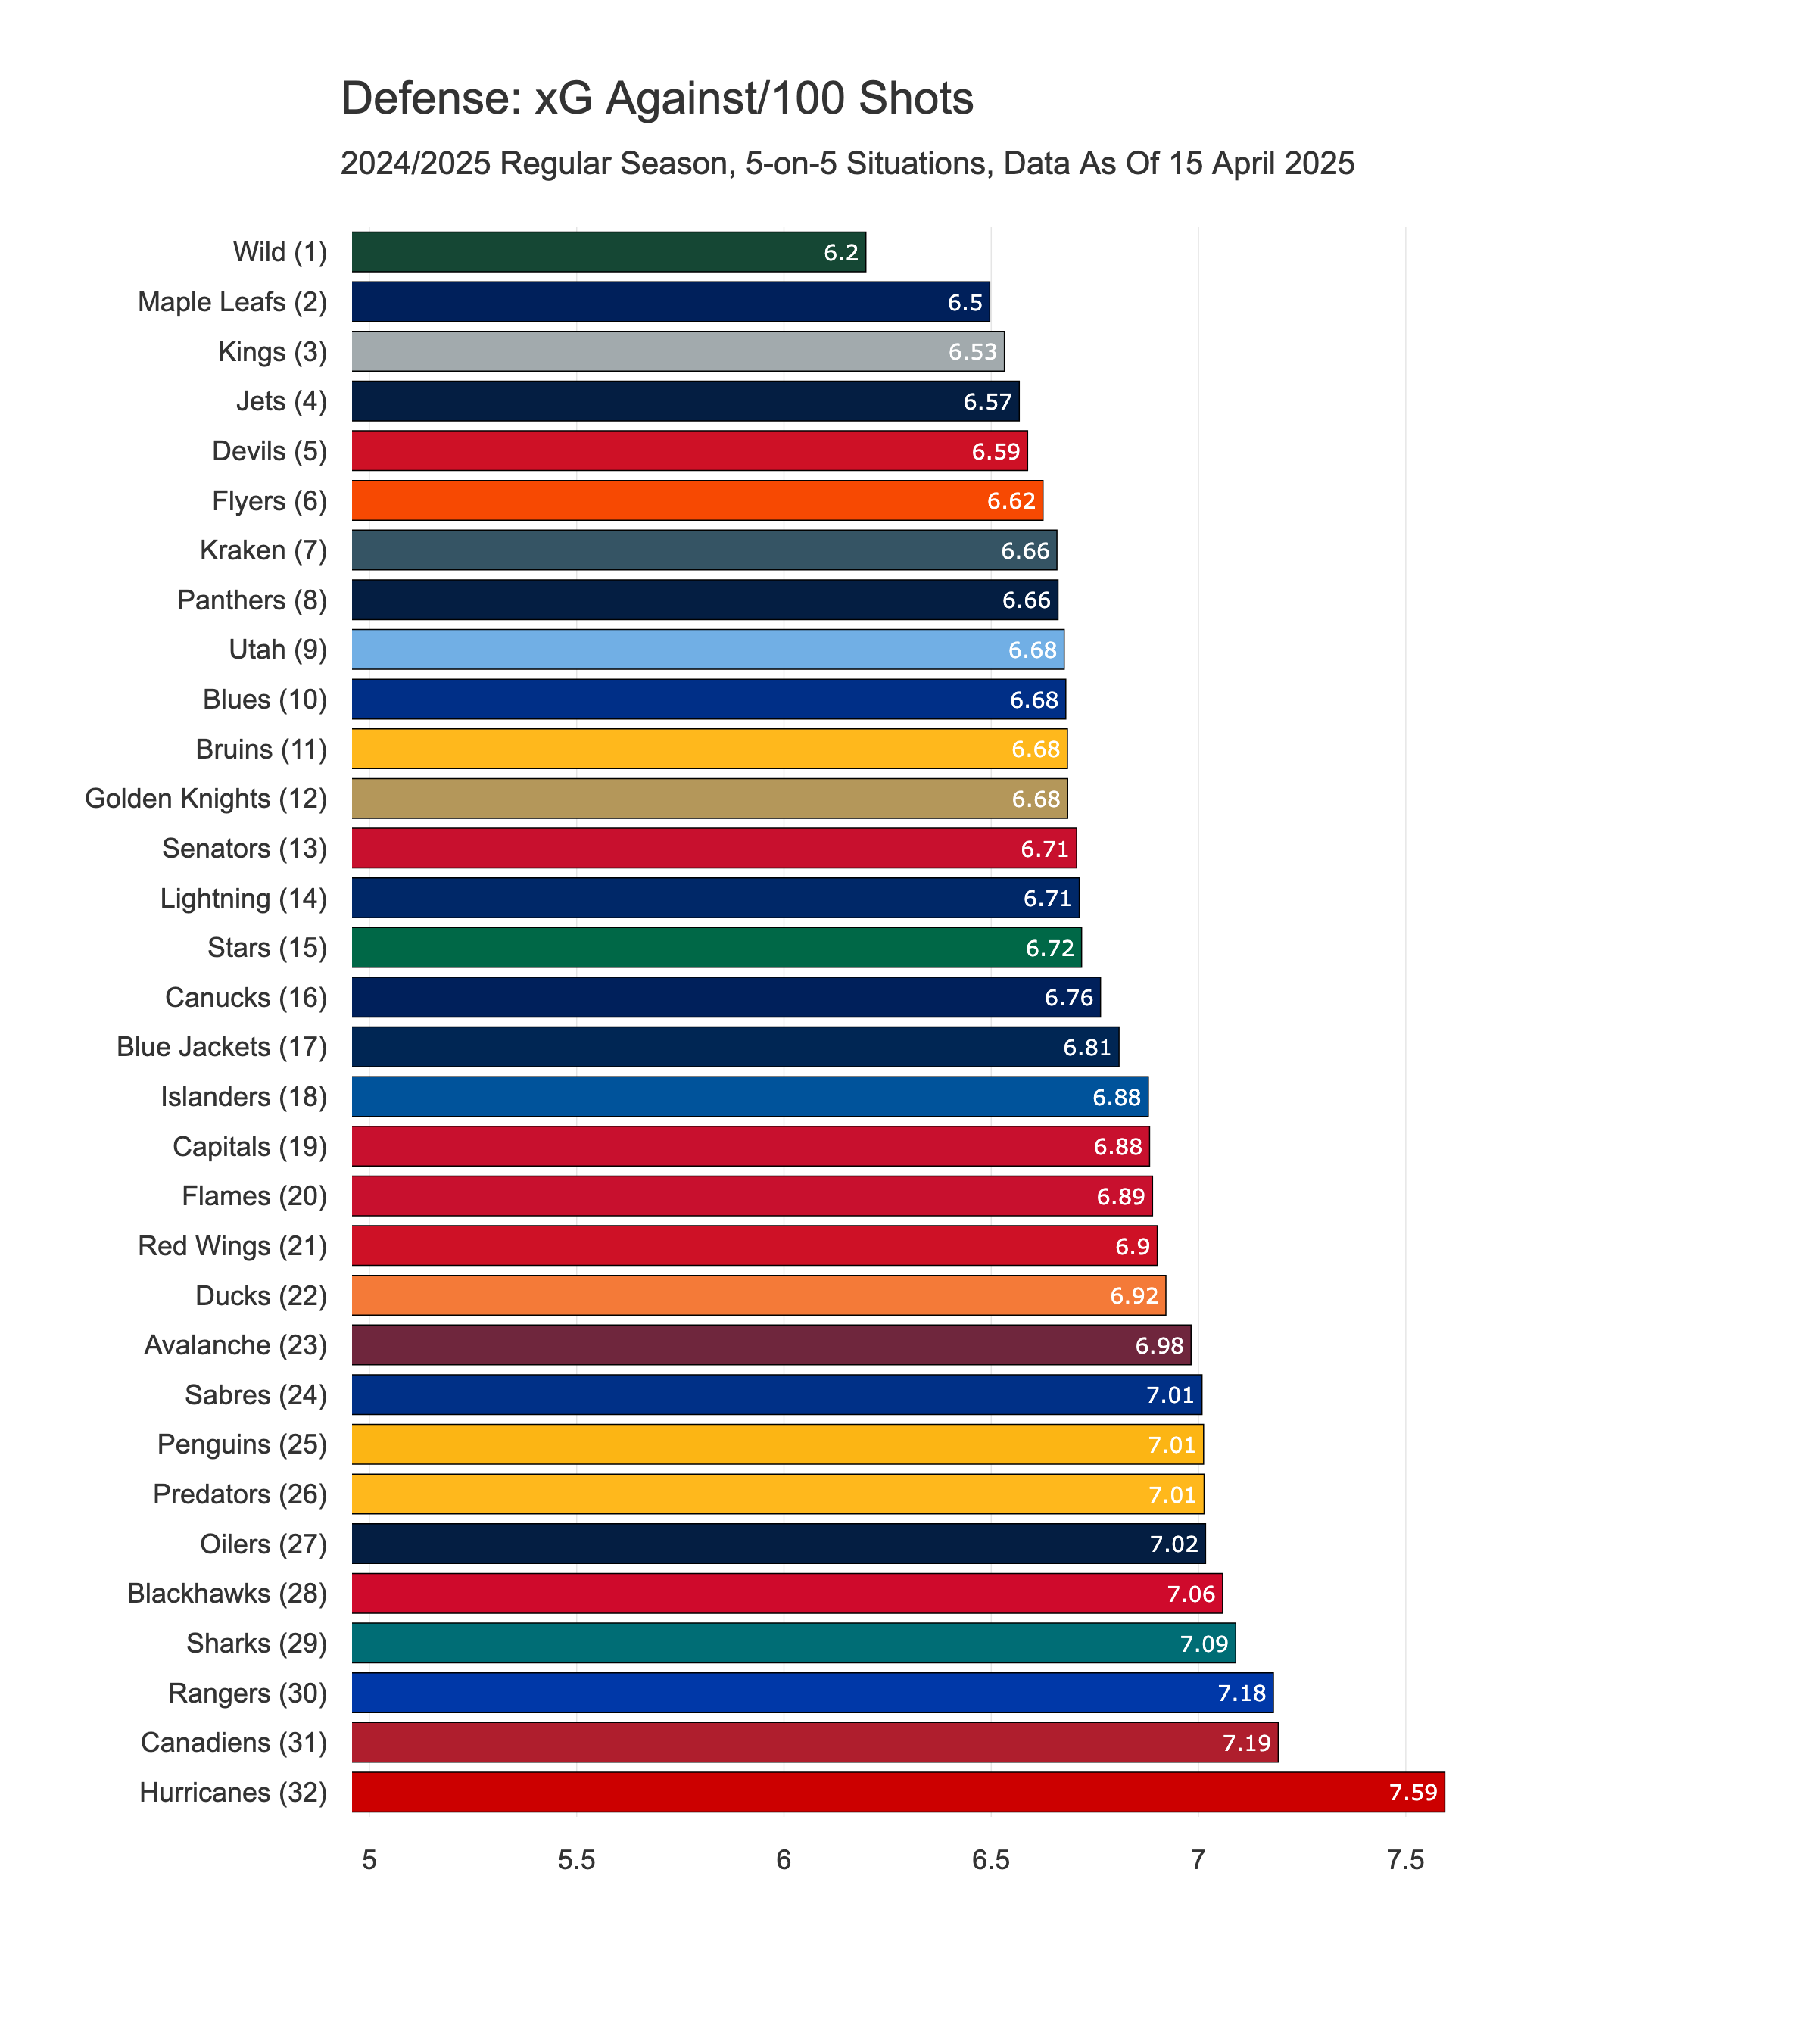 Defense: xG Against/100 Shots
2024/2025 Regular Season, 5-on-5 Situations, Data As Of 15 April 2025
Wild (1) 6.2
Maple Leafs (2) 6.5
Kings (3) 6.53
Jets (4) 6.57
Devils (5) 6.59
Flyers (6) 6.62
Kraken (7) 6.66
Panthers (8) 6.66
Utah (9) 6.68
Blues (10) 6.68
Bruins (11) 6.68
Golden Knights (12) 6.68
Senators (13) 6.71
Lightning (14) 6.71
Stars (15) 6.72
Canucks (16) 6.76
Blue Jackets (17) 6.81
Islanders (18) 6.88
Capitals (19) 6.88
Flames (20) 6.89
Red Wings (21) 6.9
Ducks (22) 6.92
Avalanche (23) 6.98
Sabres (24) 7.01
Penguins (25) 7.01
Predators (26) 7.01
Oilers (27) 7.02
Blackhawks (28) 7.06
Sharks (29) 7.09
Rangers (30) 7.18
Canadiens (31) 7.19
Hurricanes (32) 7.59
5 5.5 6 6.5 7 7.5